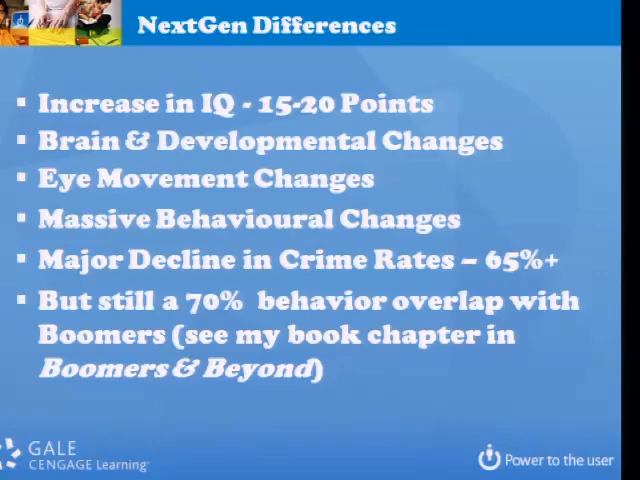 NextGen Differences
▪ Increase in IQ - 15-20 Points
▪ Brain & Developmental Changes
▪ Eye Movement Changes
▪ Massive Behavioural Changes
▪ Major Decline in Crime Rates – 65%+
▪ But still a 70% behavior overlap with
Boomers (see my book chapter in
Boomers & Beyond)
GALE
CENGAGE Learning™
Power to the user